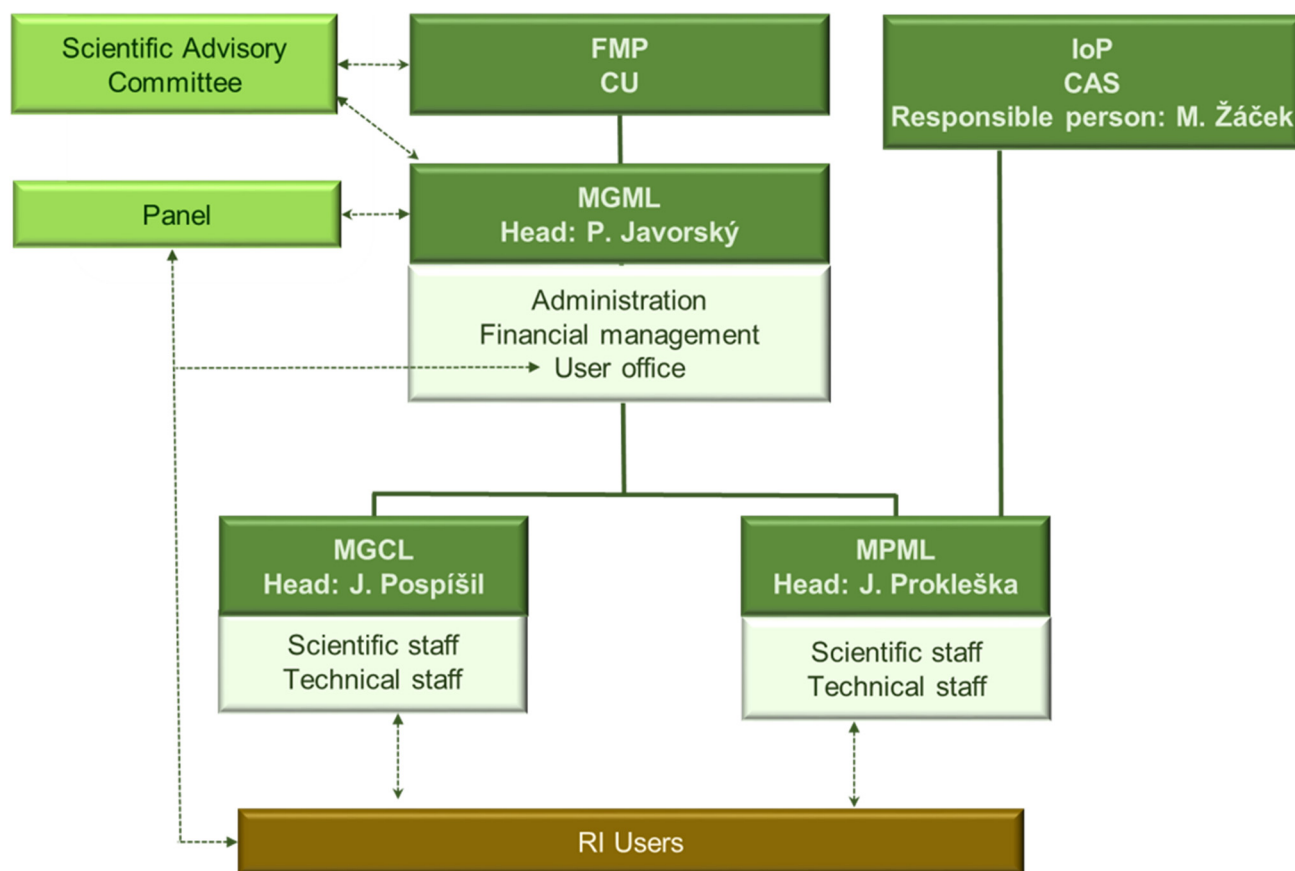 Scientific Advisory
Committee
FMP
CU
IoP
CAS
Responsible person: M. Žáček
Panel
MGML
Head: P. Javorský
Administration
Financial management
User office
MGCL
Head: J. Pospíšil
Scientific staff
Technical staff
MPML
Head: J. Prokleška
Scientific staff
Technical staff
RI Users